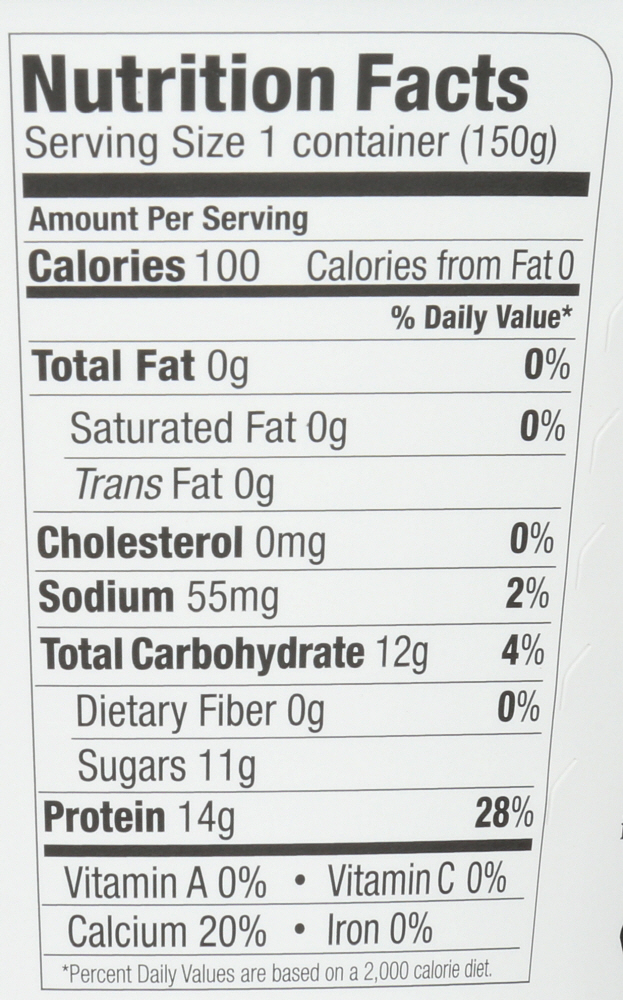 Nutrition Facts
Serving Size 1 container (150g)
Amount Per Serving
Calories 100 Calories from Fat 0
% Daily Value*
Total Fat 0g 0%
Saturated Fat 0g 0%
Trans Fat 0g
Cholesterol 0mg 0%
Sodium 55mg 2%
Total Carbohydrate 12g 4%
Dietary Fiber 0g 0%
Sugars 11g
Protein 14g 28%
Vitamin A 0% • Vitamin C 0%
Calcium 20% • Iron 0%
*Percent Daily Values are based on a 2,000 calorie diet.